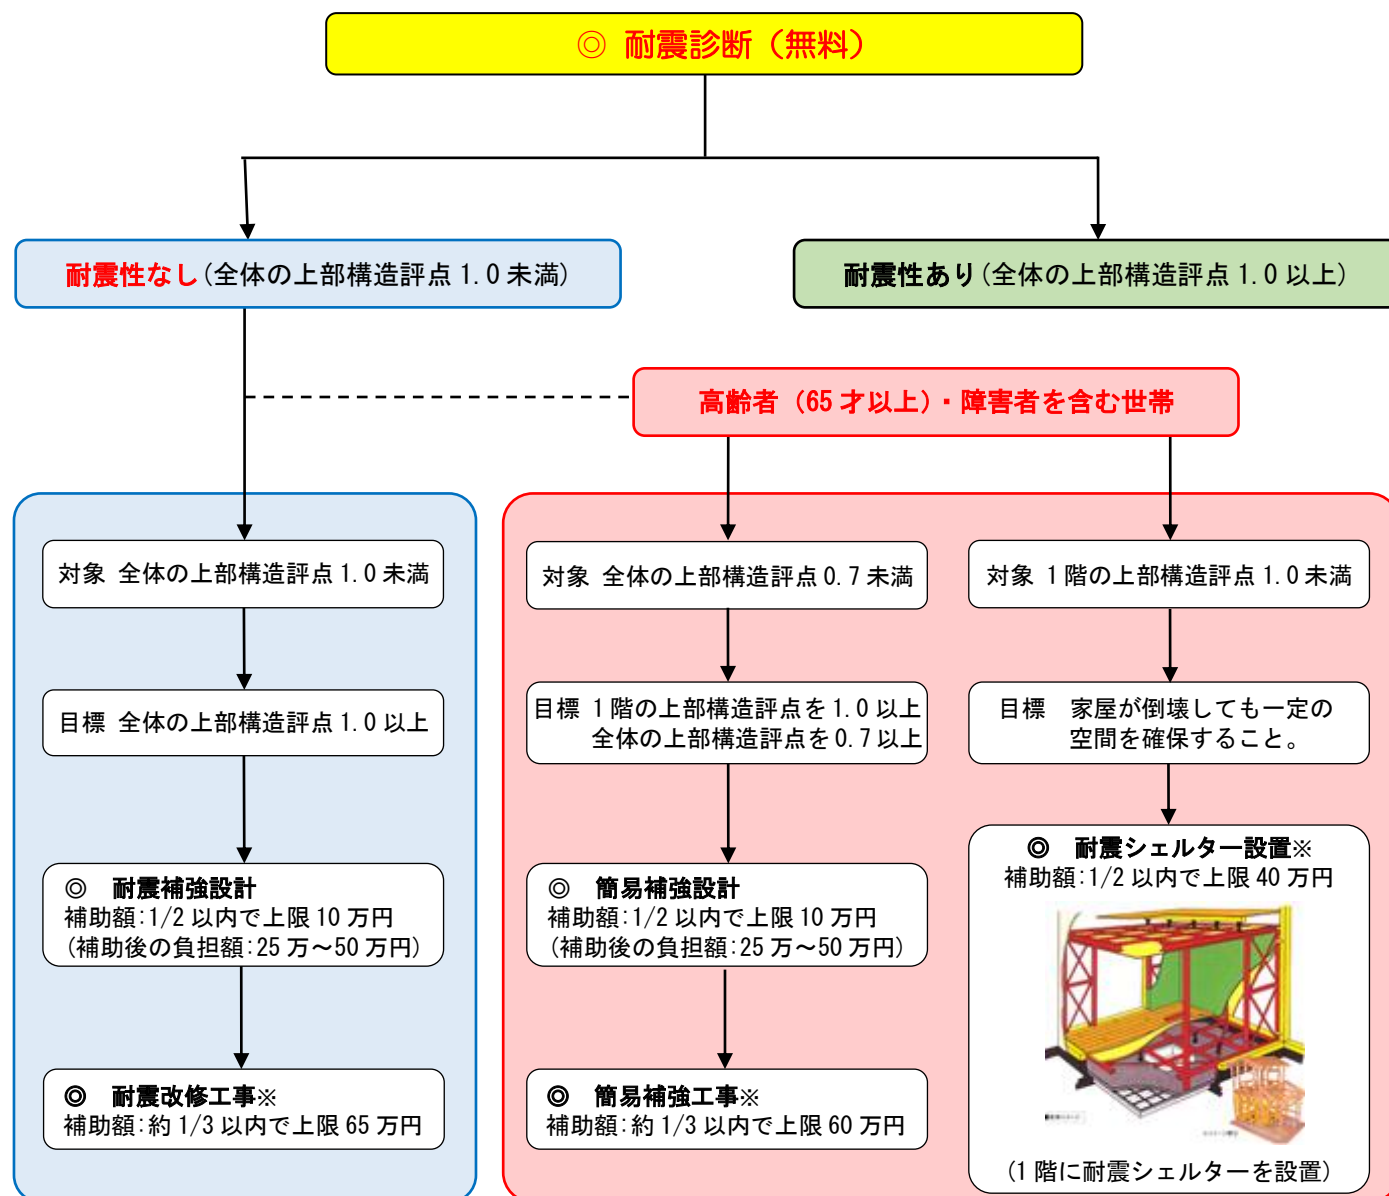 ◎ 耐震診断（無料）
耐震性なし(全体の上部構造評点 1.0 未満)
耐震性あり(全体の上部構造評点 1.0 以上)
高齢者（65 才以上）・障害者を含む世帯
対象 全体の上部構造評点 1.0 未満
目標 全体の上部構造評点 1.0 以上
◎ 耐震補強設計
補助額:1/2 以内で上限 10 万円
(補助後の負担額:25 万～50 万円)
◎ 耐震改修工事※
補助額:約 1/3 以内で上限 65 万円
対象 全体の上部構造評点 0.7 未満
目標 1 階の上部構造評点を 1.0 以上
全体の上部構造評点を 0.7 以上
◎ 簡易補強設計
補助額:1/2 以内で上限 10 万円
(補助後の負担額:25 万～50 万円)
◎ 簡易補強工事※
補助額:約 1/3 以内で上限 60 万円
対象 1 階の上部構造評点 1.0 未満
目標 家屋が倒壊しても一定の
空間を確保すること。
◎ 耐震シェルター設置※
補助額:1/2 以内で上限 40 万円
(1 階に耐震シェルターを設置)